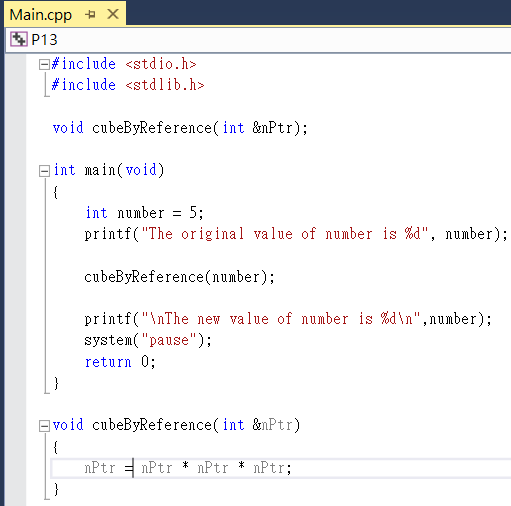 Main.cpp
P13
#include <stdio.h>
#include <stdlib.h>
void cubeByReference(int &nPtr);
int main(void)
{
int number = 5;
printf("The original value of number is %d", number);
cubeByReference(number);
printf("\nThe new value of number is %d\n",number);
system("pause");
return 0;
}
void cubeByReference(int &nPtr)
{
nPtr = nPtr * nPtr * nPtr;
}